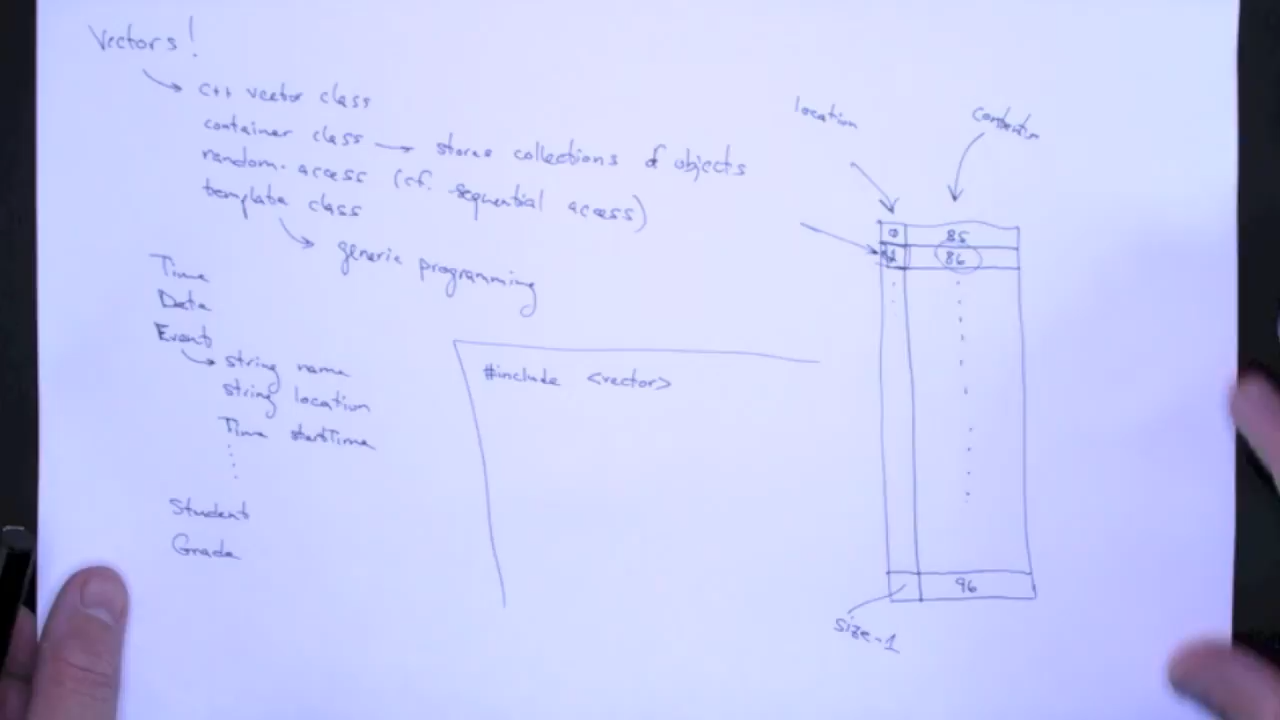 Vectors!
C++ vector class
container class → stores collections of objects
random-access (cf. sequential access)
template class
generic programming
Time
Date
Event
string name
string location
Time startTime
Student
Grade
#include <vector>
location
0 85
1 86
96
size-1